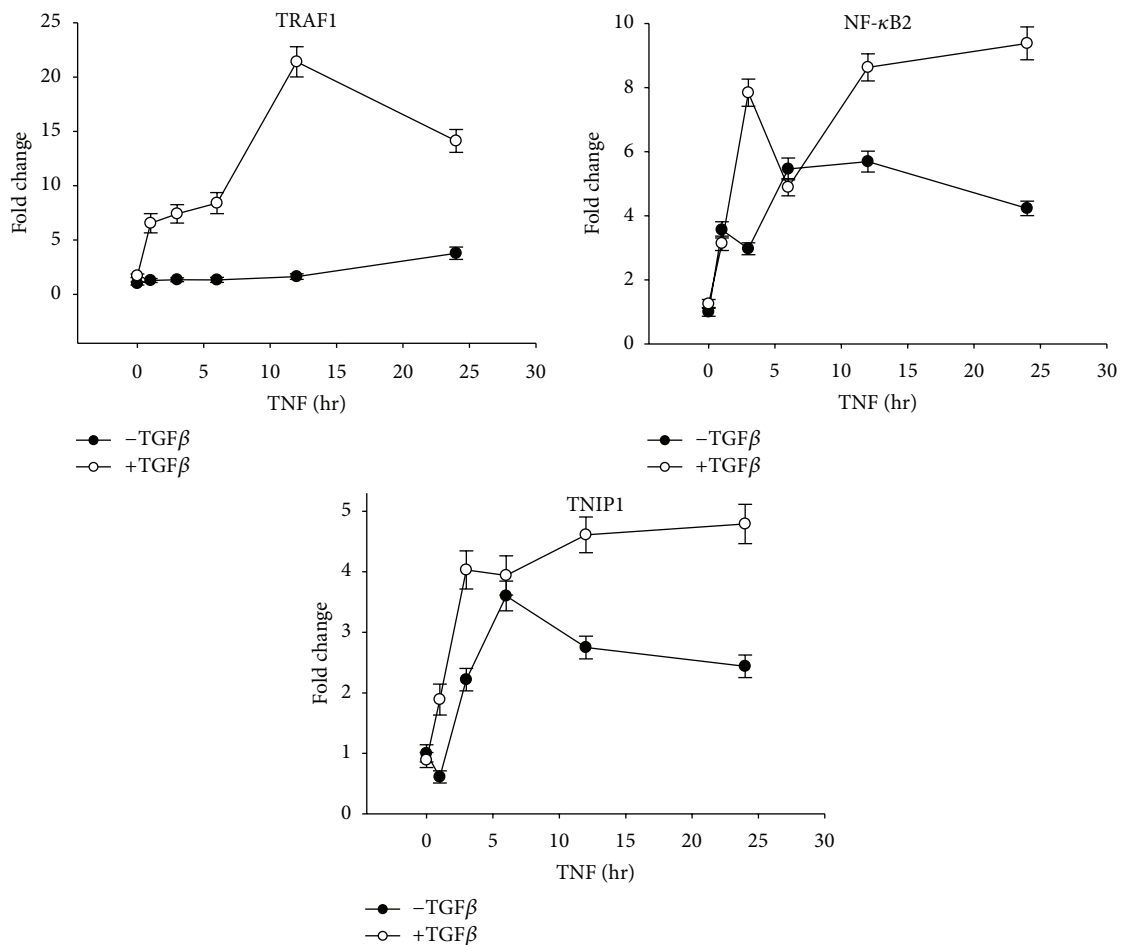 TRAF1
25
20
15
10
5
0
Fold change
0 5 10 15 20 25 30
TNF (hr)
−TGFβ
+TGFβ
NF-κB2
10
8
6
4
2
0
Fold change
0 5 10 15 20 25 30
TNF (hr)
−TGFβ
+TGFβ
TNIP1
5
4
3
2
1
0
Fold change
0 5 10 15 20 25 30
TNF (hr)
−TGFβ
+TGFβ